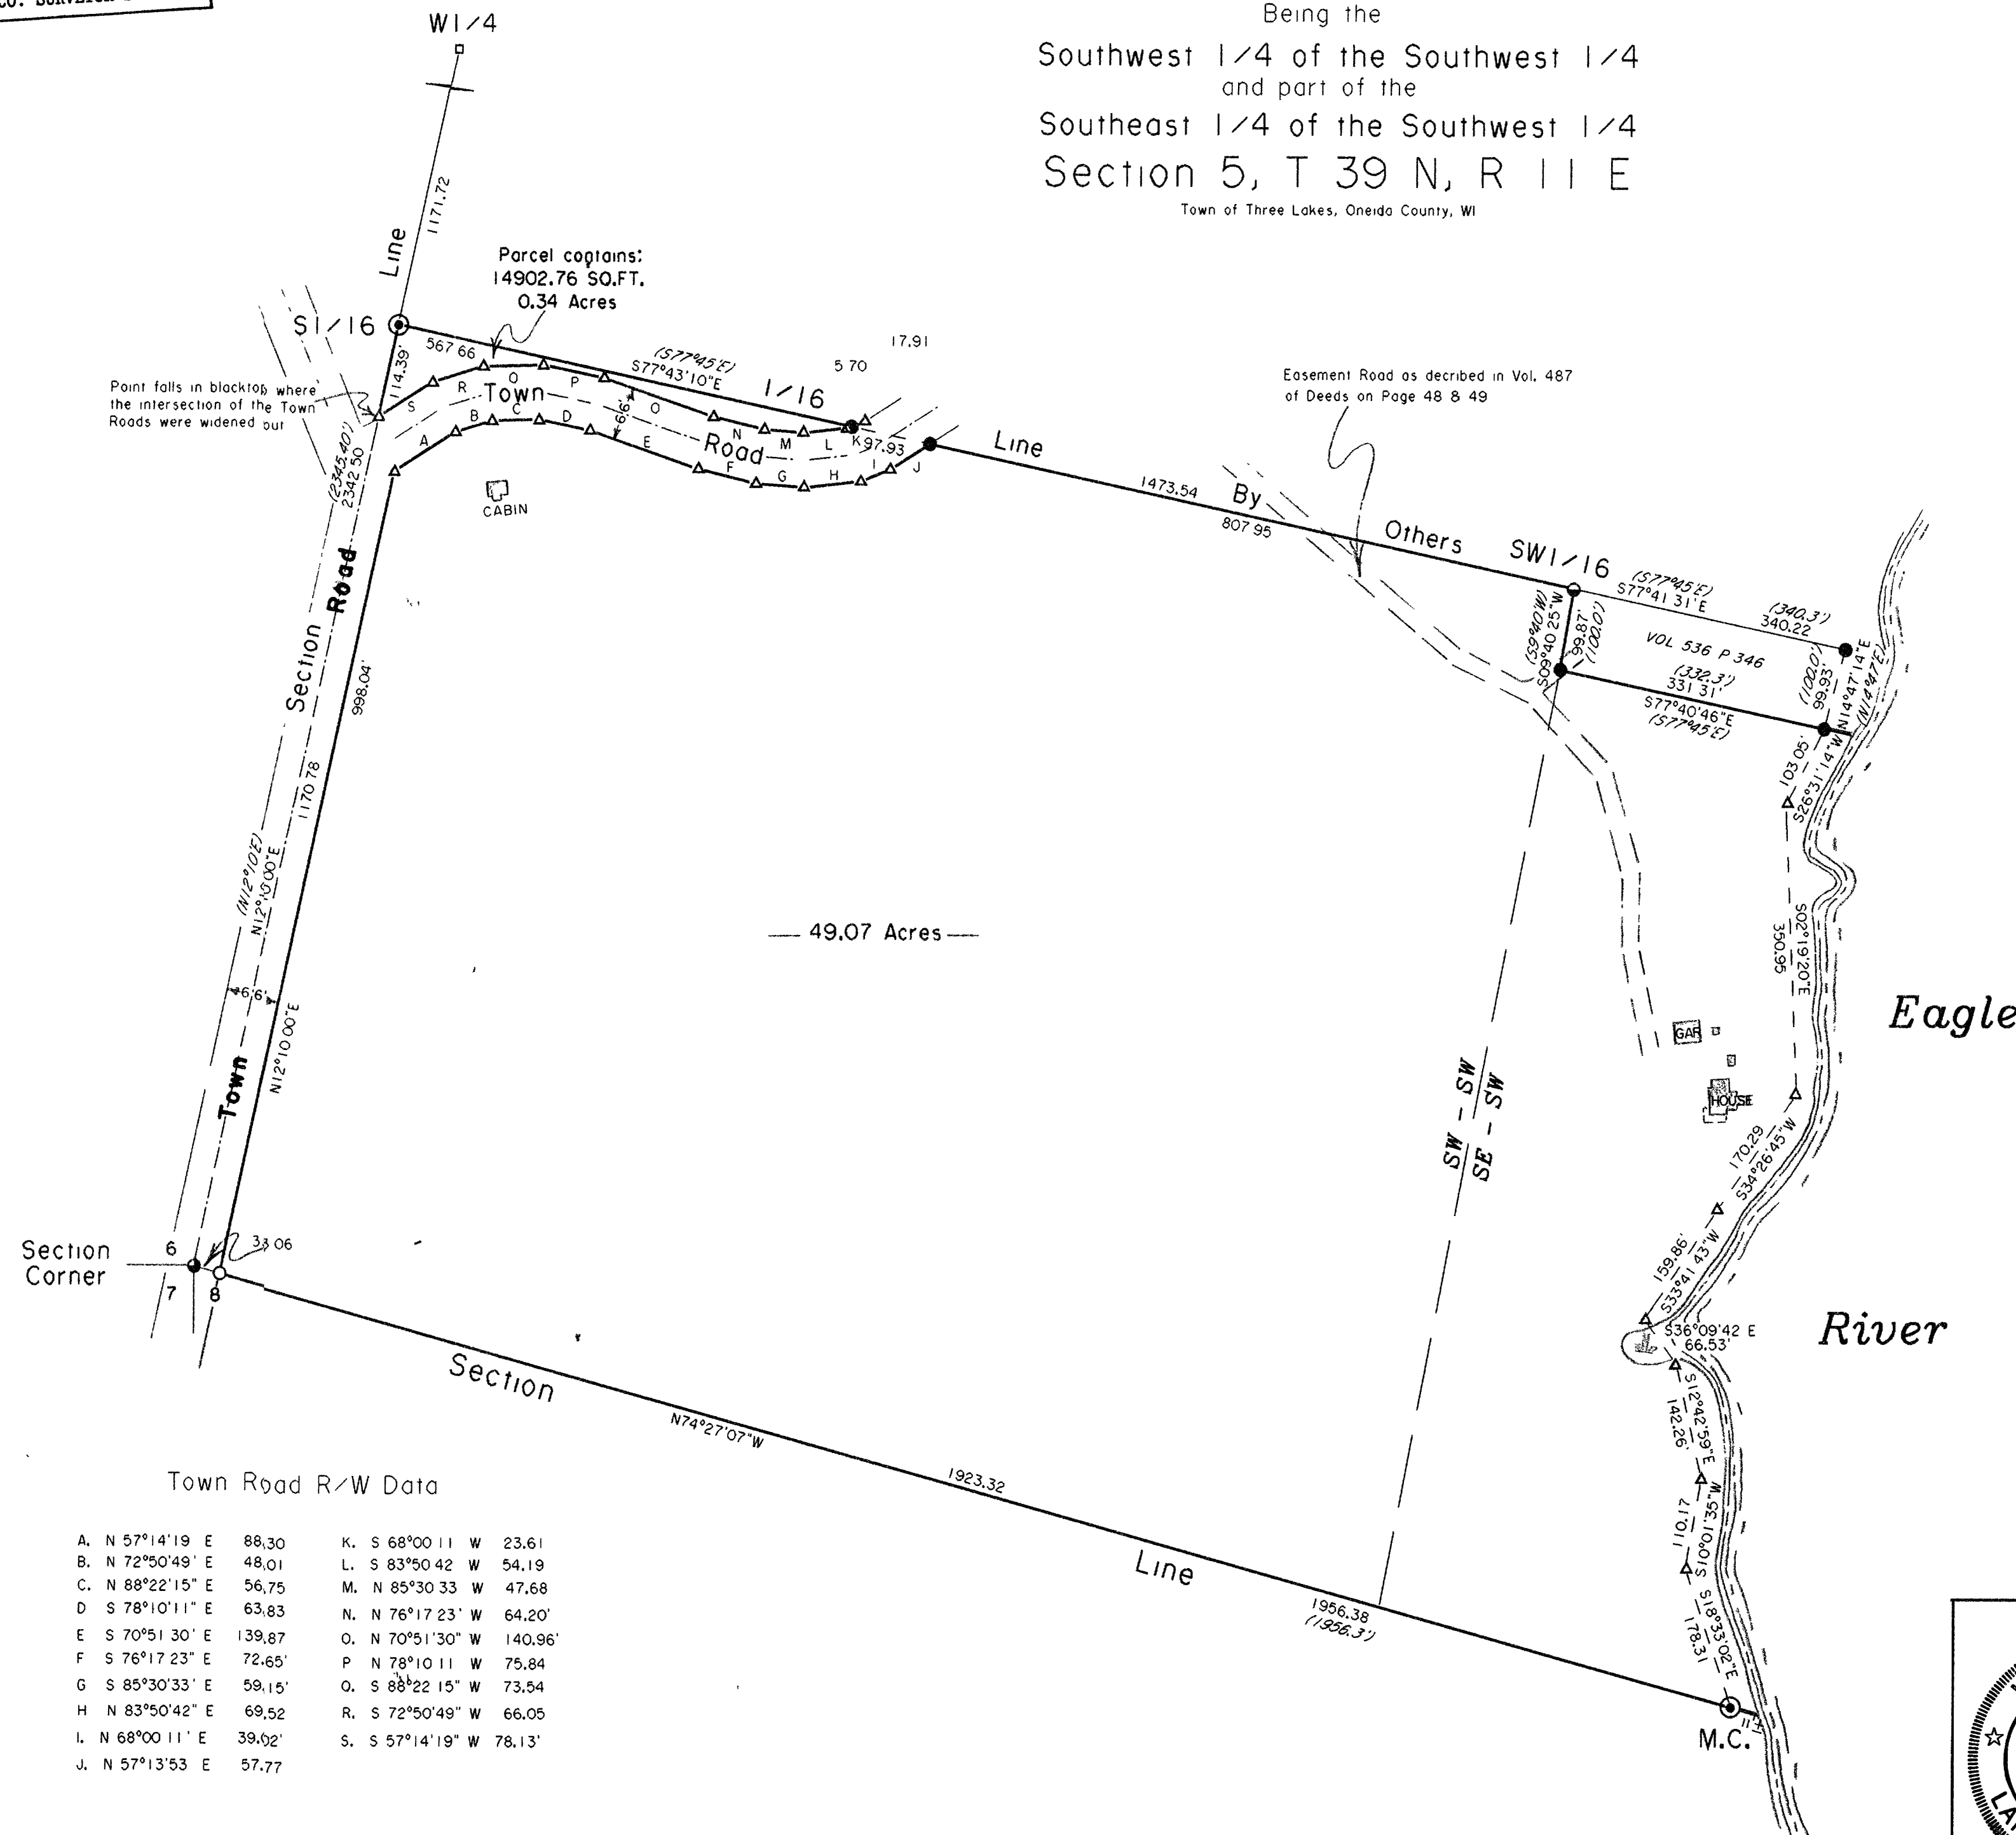 W1/4
Being the
Southwest 1/4 of the Southwest 1/4
and part of the
Southeast 1/4 of the Southwest 1/4
Section 5, T 39 N, R 11 E
Town of Three Lakes, Oneida County, WI
1171.72
Line
Parcel contains:
14902.76 SQ.FT.
0.34 Acres
S1/16
567 66
(S77°45'E)
S77°43'10"E
1/16
5 70
17.91
114.39'
Point falls in blacktop where
the intersection of the Town
Roads were widened out
S R Q P O N M L K
Town
Road
66'
A B C D E F G H I J
97.93
CABIN
Line
1473.54
By
807 95
Others
Easement Road as decribed in Vol. 487
of Deeds on Page 48 & 49
SW1/16
(S77°45'E)
S77°41 31'E
(340.3')
340.22
VOL 536 P 346
(S9°40'W)
S09°40 25"W
99.87'
(100.0')
(332.3')
331 31'
S77°40'46"E
(S77°45'E)
(100.0')
99.93'
N14°47'14"E
(N14°47'E)
103 05'
S26°31'14"W
(2345.40')
2342 50
Section
Road
998.04'
1170 78
(N12°10'E)
N12°10'00"E
66'
N12°10 00"E
Town
49.07 Acres
S02°19'20"E
350.95
GAR
HOUSE
Eagle
River
170.29
S34°26'45"W
159.86'
S33°41 43"W
S36°09'42 E
66.53'
S12°42'59"E
142.26'
110.17
S10°01'35"W
S18°33'02"E
178.31
SW - SW
SE - SW
Section
Corner
6
7
8
33 06
Section
N74°27'07"W
1923.32
Line
1956.38
(1956.3')
M.C.
Town Road R/W Data
A. N 57°14'19 E 88.30 K. S 68°00 11 W 23.61
B. N 72°50'49' E 48.01 L. S 83°50 42 W 54.19
C. N 88°22'15" E 56.75 M. N 85°30 33 W 47.68
D S 78°10'11" E 63.83 N. N 76°17 23' W 64.20'
E S 70°51 30' E 139.87 O. N 70°51'30" W 140.96'
F S 76°17 23" E 72.65' P N 78°10 11 W 75.84
G S 85°30'33' E 59.15' Q. S 88°22 15" W 73.54
H N 83°50'42" E 69.52 R. S 72°50'49" W 66.05
I. N 68°00 11' E 39.02' S. S 57°14'19" W 78.13'
J. N 57°13'53 E 57.77